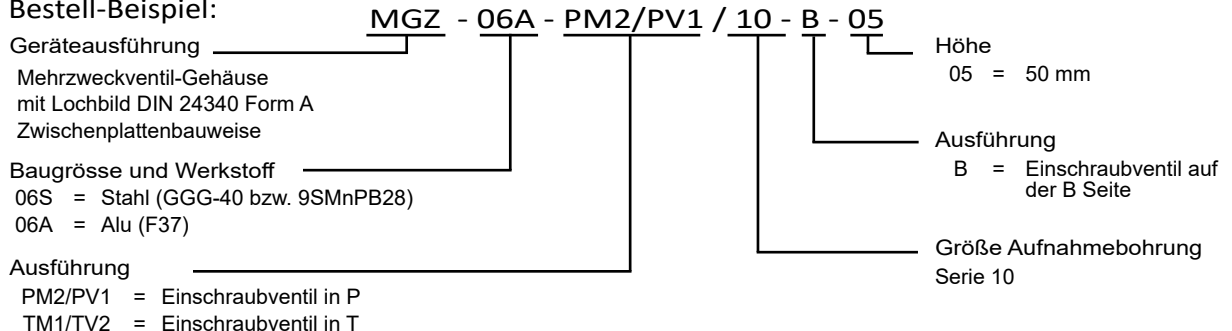 Bestell-Beispiel:
MGZ - 06A - PM2/PV1 / 10 - B - 05
Geräteausführung
Mehrzweckventil-Gehäuse
mit Lochbild DIN 24340 Form A
Zwischenplattenbauweise
Baugrösse und Werkstoff
06S = Stahl (GGG-40 bzw. 9SMnPB28)
06A = Alu (F37)
Ausführung
PM2/PV1 = Einschraubventil in P
TM1/TV2 = Einschraubventil in T
Höhe
05 = 50 mm
Ausführung
B = Einschraubventil auf
der B Seite
Größe Aufnahmebohrung
Serie 10